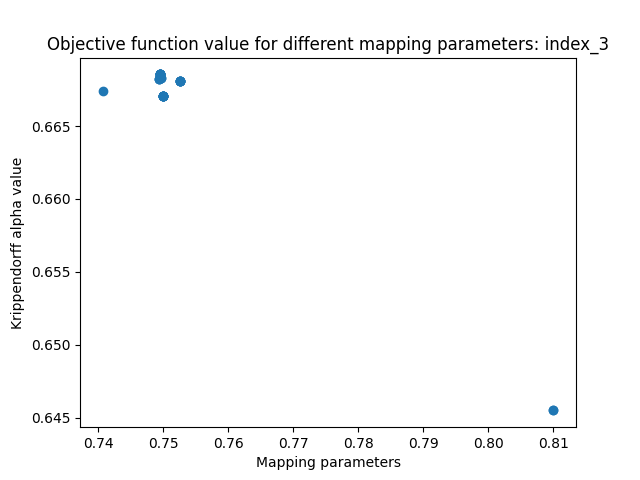 Objective function value for different mapping parameters: index_3
Krippendorff alpha value
0.665
0.660
0.655
0.650
0.645
0.74 0.75 0.76 0.77 0.78 0.79 0.80 0.81
Mapping parameters